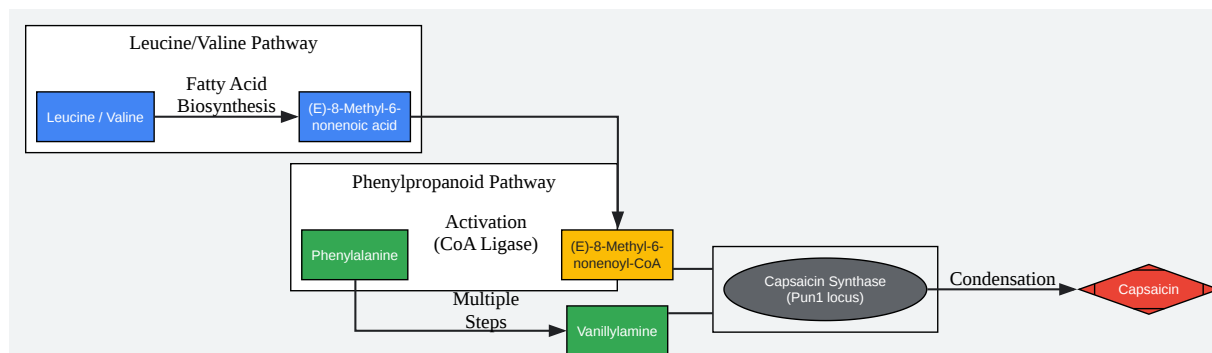 Leucine/Valine Pathway
Fatty Acid
Biosynthesis
Leucine / Valine
(E)-8-Methyl-6-
nonenoic acid
Phenylpropanoid Pathway
Activation
(CoA Ligase)
Phenylalanine
(E)-8-Methyl-6-
nonenoyl-CoA
Multiple
Steps
Vanillylamine
Capsaicin Synthase
(Pun1 locus)
Condensation
Capsaicin